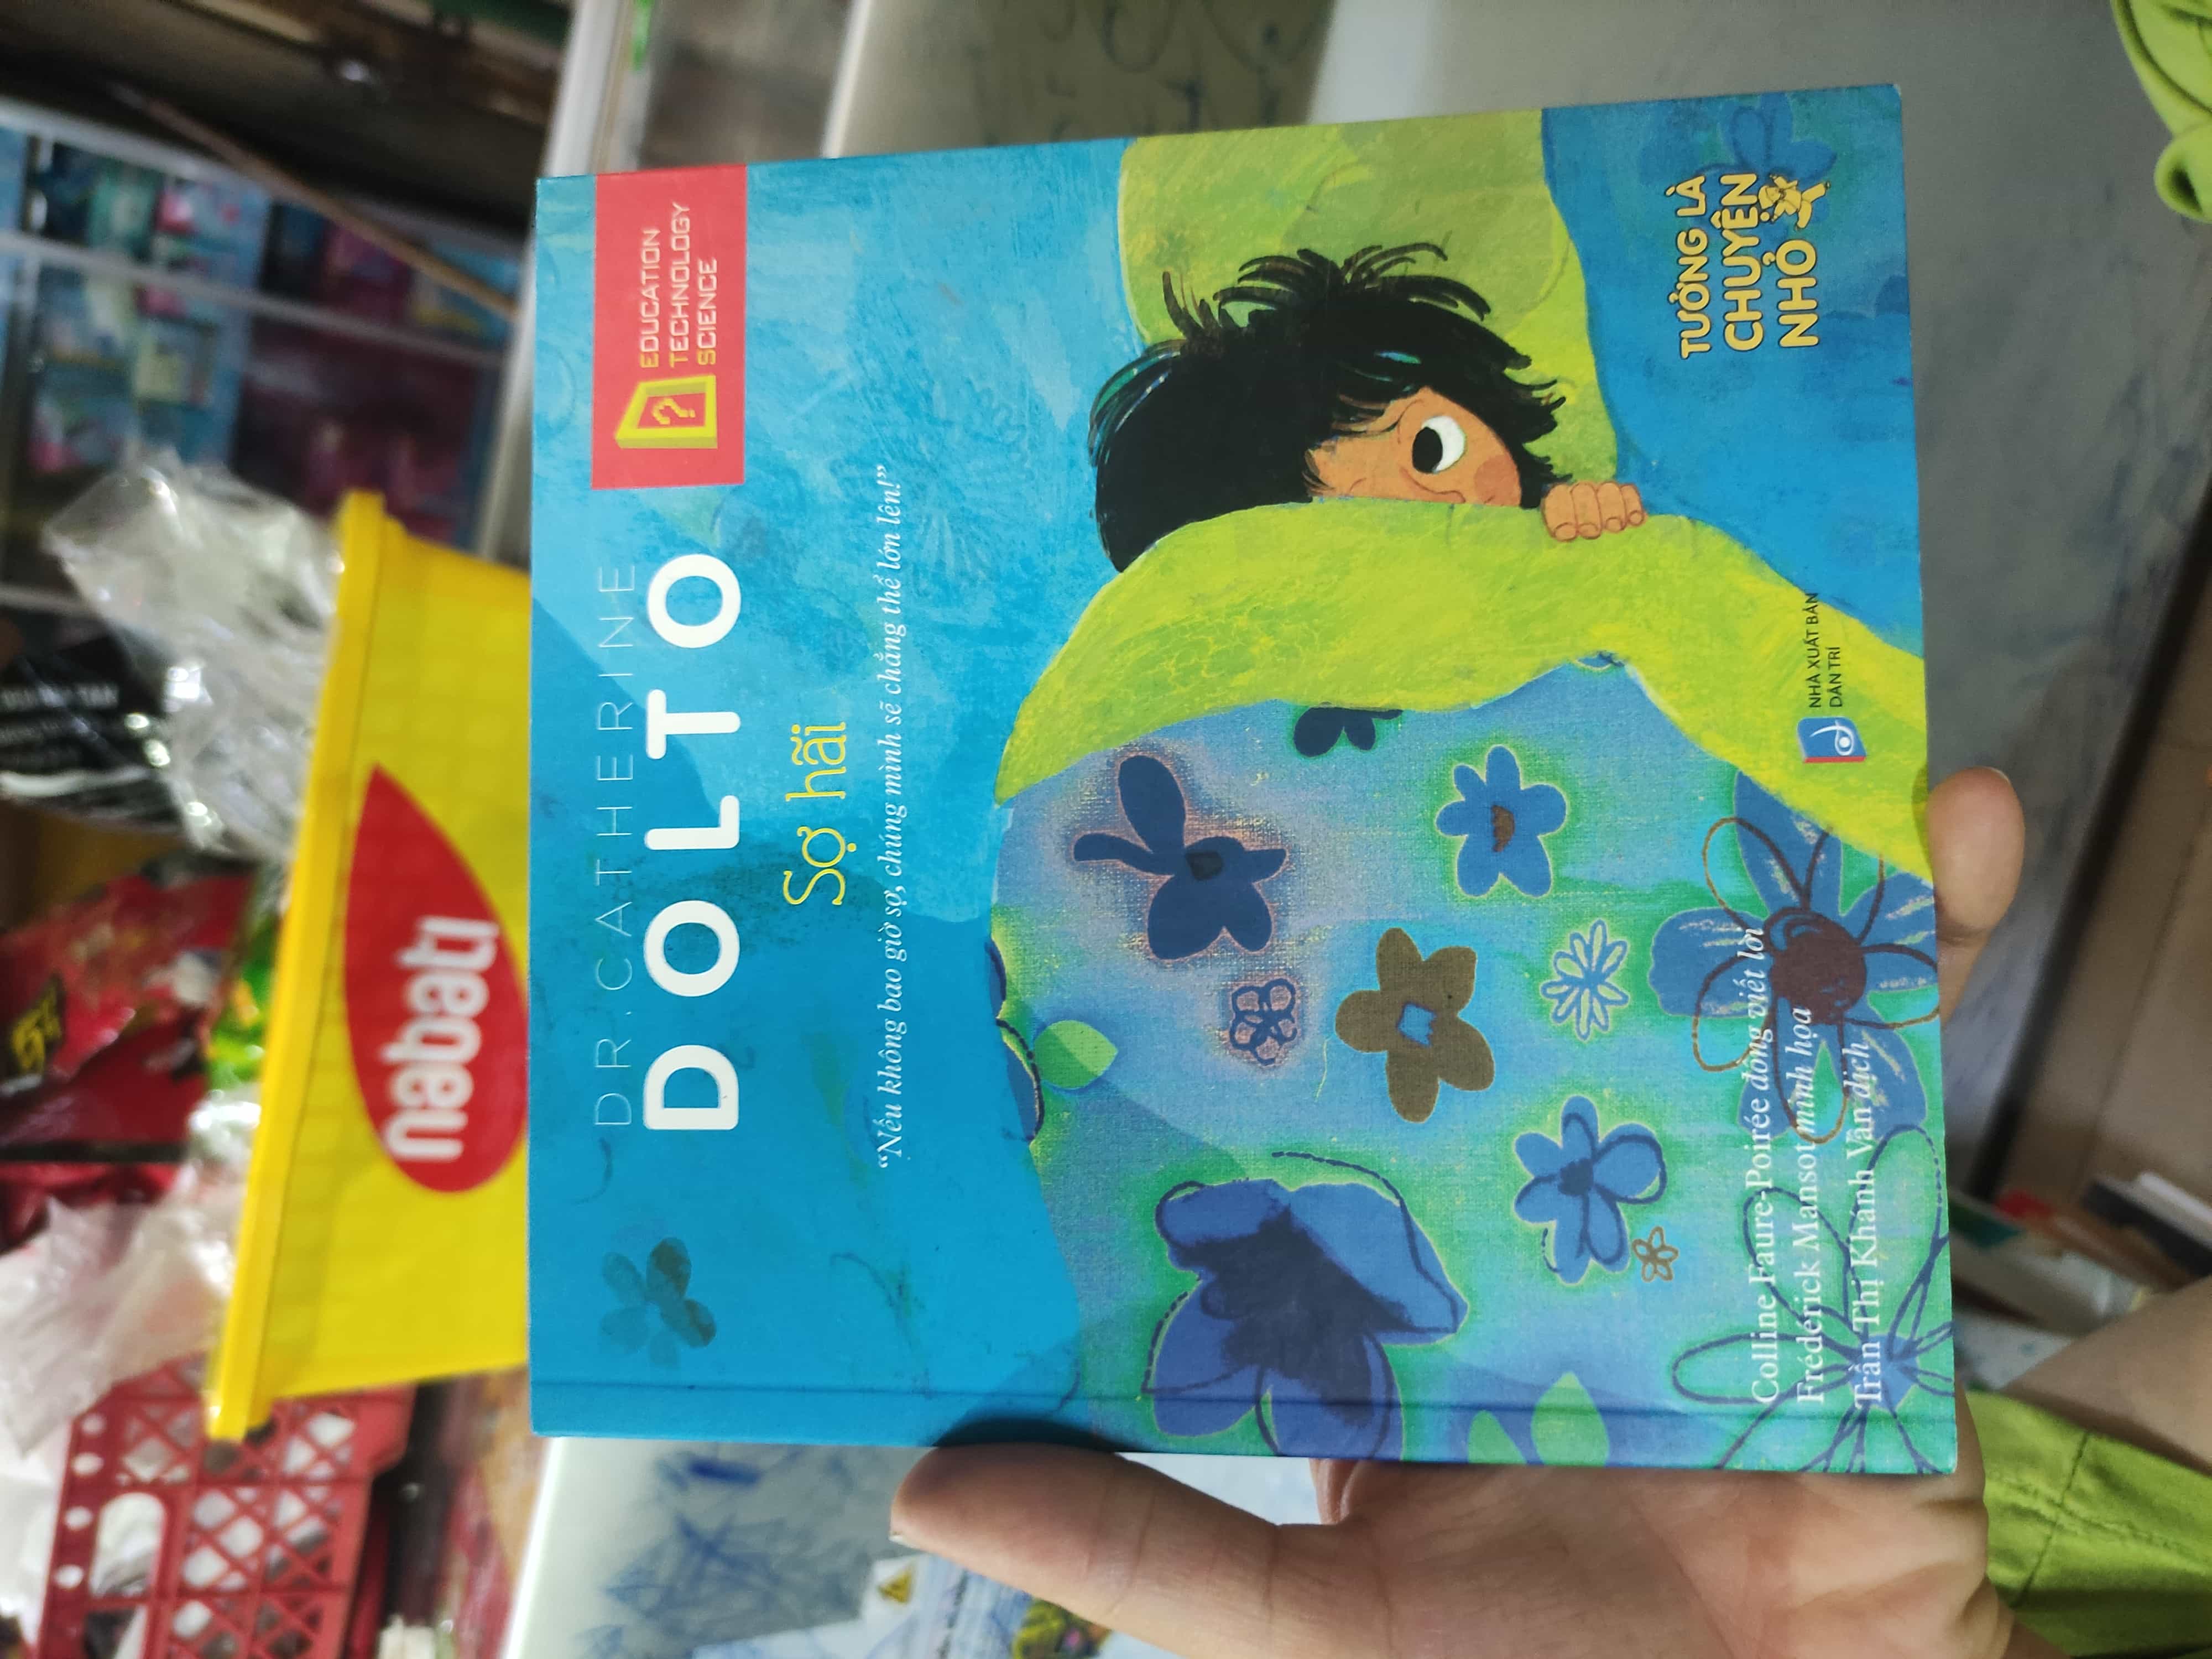 DR. CATHERINE
DOLTO
EDUCATION
TECHNOLOGY
SCIENCE
Sợ hãi
“Nếu không bao giờ sợ, chúng mình sẽ chẳng thể lớn lên!”
Colline Faure-Poirée đồng viết lời
Frédérick Mansot minh họa
Trần Thị Khánh Vân dịch
NHÀ XUẤT BẢN
DÂN TRÍ
TƯỞNG LÀ
CHUYỆN
NHỎ
nabati